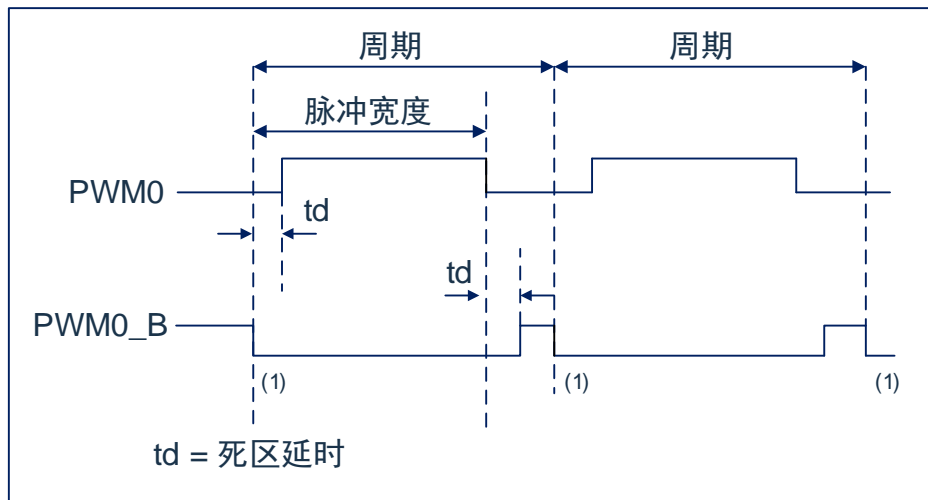 周期 周期
脉冲宽度
PWM0
td
td
PWM0_B
(1) (1) (1)
td = 死区延时